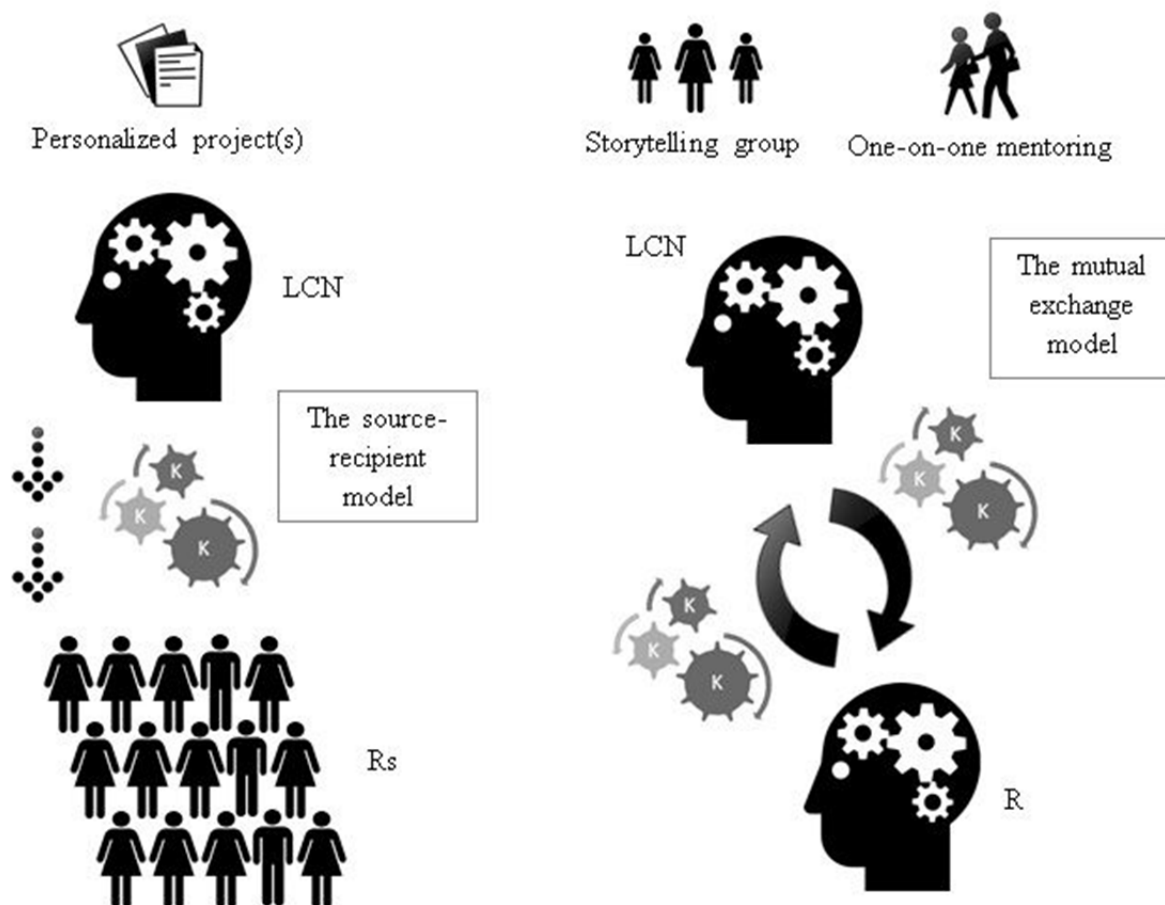 Personalized project(s)
LCN
The source-
recipient
model
K
K
K
Rs
Storytelling group
One-on-one mentoring
LCN
The mutual
exchange
model
K
K
K
K
K
K
R